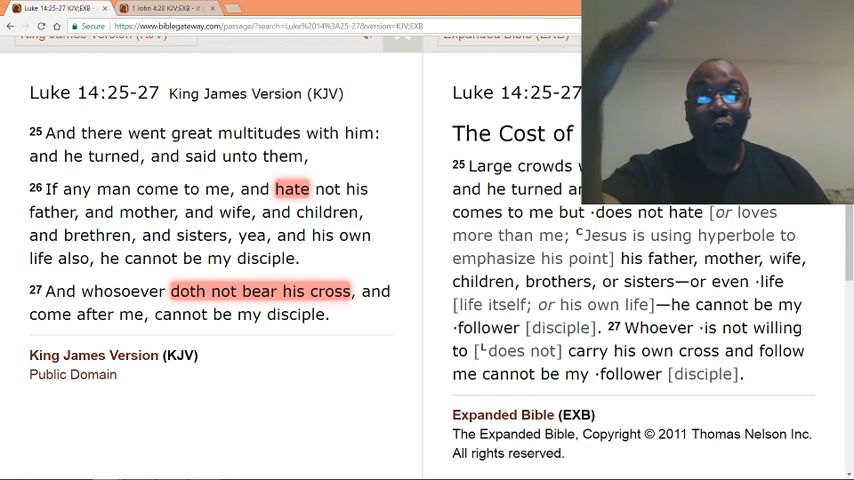 Luke 14:25-27 KJV;EXB -
1 John 4:20 KJV;EXB - If
Secure
https://www.biblegateway.com/passage/?search=Luke%2014%3A25-27&version=KJV;EXB
King James Version (KJV)
Expanded Bible (EXB)
Luke 14:25-27 King James Version (KJV)
25 And there went great multitudes with him:
and he turned, and said unto them,
26 If any man come to me, and hate not his
father, and mother, and wife, and children,
and brethren, and sisters, yea, and his own
life also, he cannot be my disciple.
27 And whosoever doth not bear his cross, and
come after me, cannot be my disciple.
King James Version (KJV)
Public Domain
Luke 14:25-27
The Cost of
25 Large crowds
and he turned
comes to me but ·does not hate [or loves
more than me; C Jesus is using hyperbole to
emphasize his point] his father, mother, wife,
children, brothers, or sisters—or even ·life
[life itself; or his own life]—he cannot be my
·follower [disciple]. 27 Whoever ·is not willing
to [L does not] carry his own cross and follow
me cannot be my ·follower [disciple].
Expanded Bible (EXB)
The Expanded Bible, Copyright © 2011 Thomas Nelson Inc.
All rights reserved.